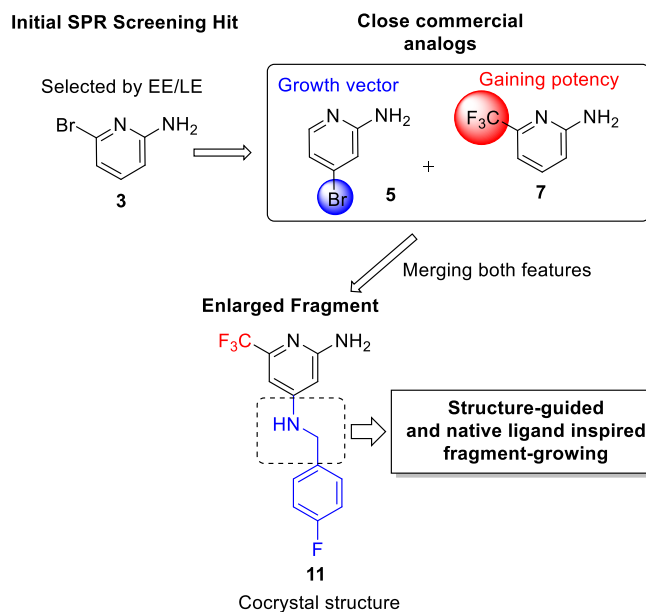 Initial SPR Screening Hit
Close commercial
analogs
Selected by EE/LE
Growth vector
Gaining potency
Br
N
NH2
3
N
NH2
Br
5
+
F3C
N
NH2
7
Merging both features
Enlarged Fragment
F3C
N
NH2
HN
F
11
Structure-guided
and native ligand inspired
fragment-growing
Cocrystal structure